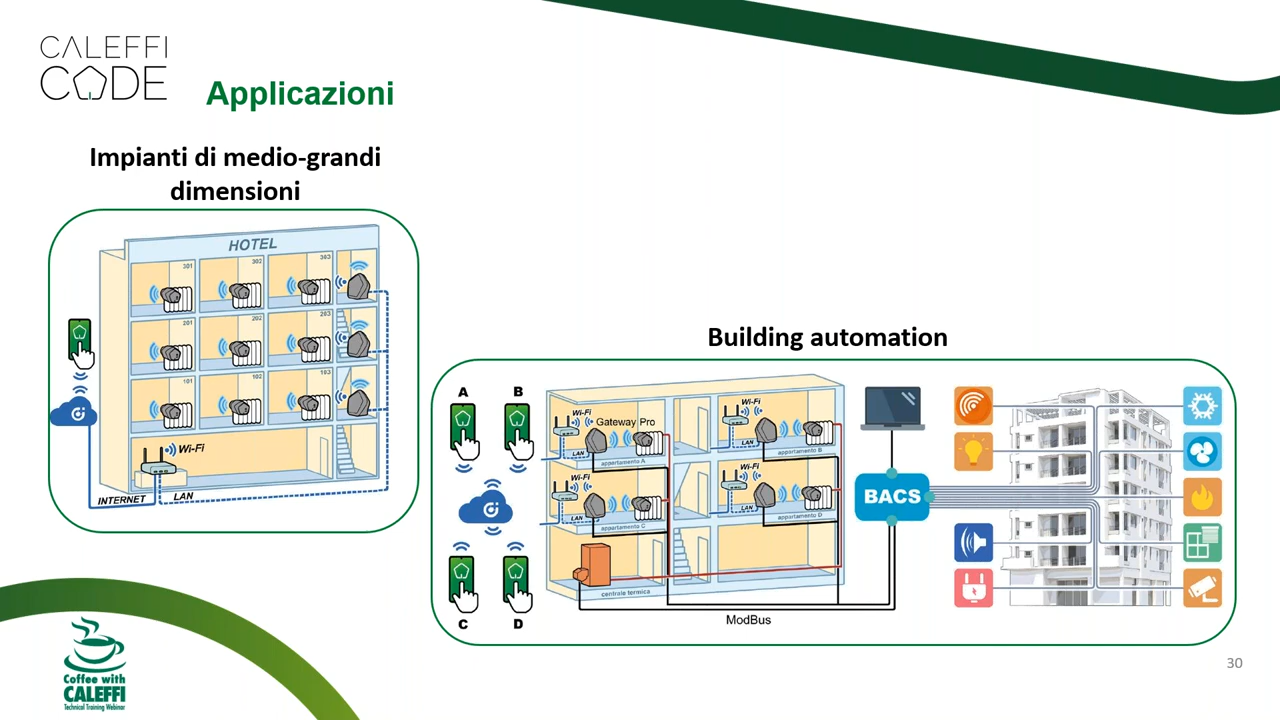 CALEFFI
CODE
Applicazioni
Impianti di medio-grandi
dimensioni
HOTEL
301
302
303
201
202
203
101
102
103
Wi-Fi
INTERNET
LAN
Building automation
A
B
C
D
Wi-Fi
Gateway Pro
LAN
appartamento A
Wi-Fi
LAN
appartamento B
Wi-Fi
LAN
appartamento C
Wi-Fi
LAN
appartamento D
centrale termica
BACS
ModBus
Coffee with
CALEFFI
Technical Training Webinar
30